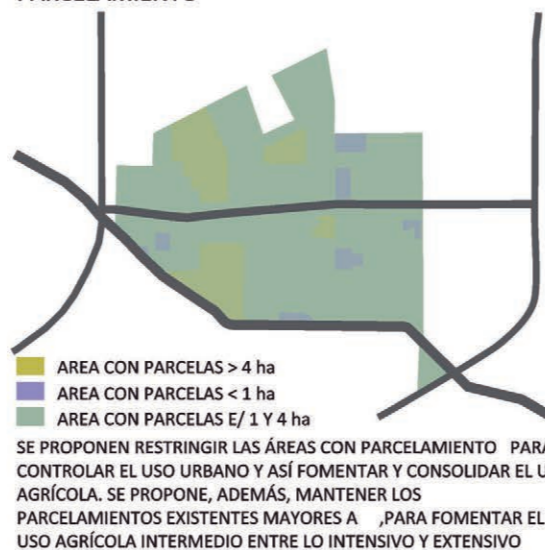 AREA CON PARCELAS > 4 ha
AREA CON PARCELAS < 1 ha
AREA CON PARCELAS E/ 1 Y 4 ha
SE PROPONEN RESTRINGIR LAS ÁREAS CON PARCELAMIENTO PARA
CONTROLAR EL USO URBANO Y ASÍ FOMENTAR Y CONSOLIDAR EL U
AGRÍCOLA. SE PROPONE, ADEMÁS, MANTENER LOS
PARCELAMIENTOS EXISTENTES MAYORES A ,PARA FOMENTAR EL
USO AGRÍCOLA INTERMEDIO ENTRE LO INTENSIVO Y EXTENSIVO